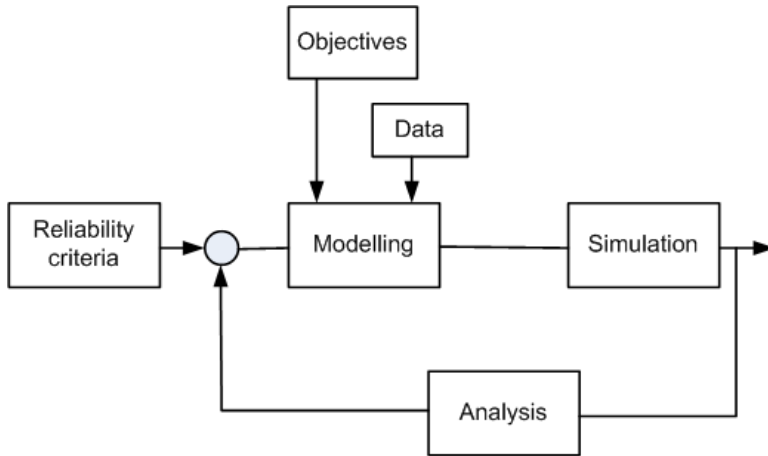 Objectives
Data
Reliability
criteria
Modelling
Simulation
Analysis